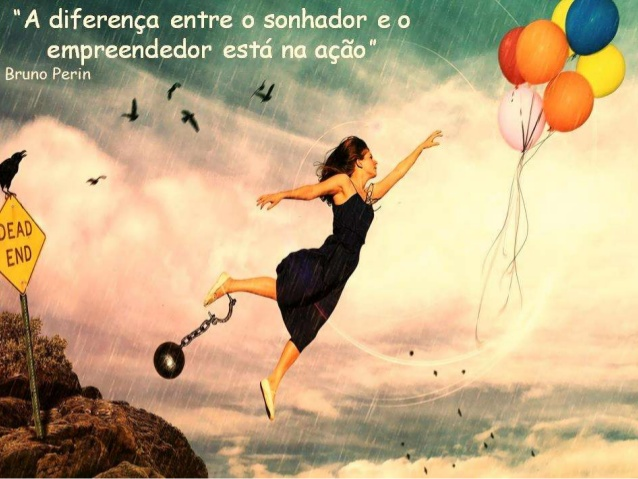 “A diferença entre o sonhador e o
empreendedor está na ação”
Bruno Perin
DEAD
END